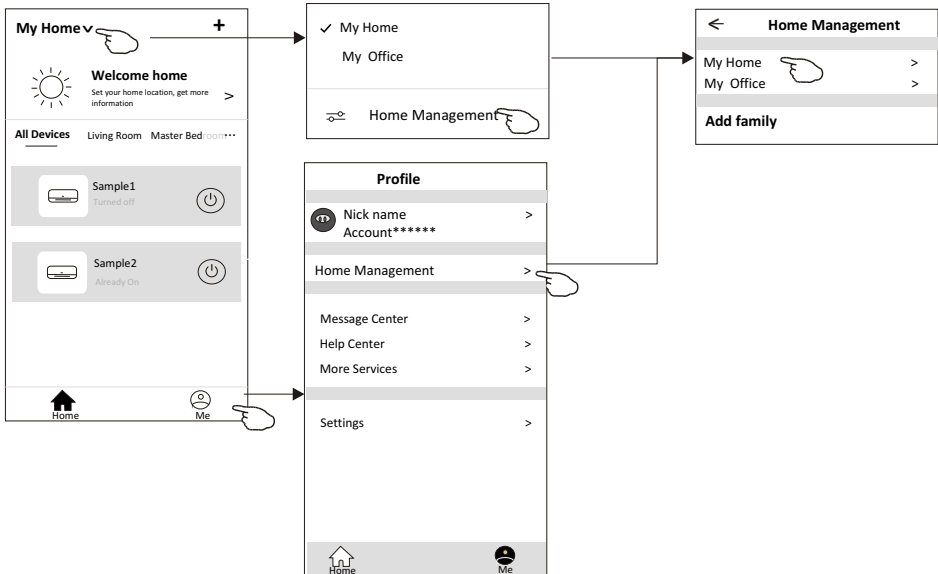 My Home
+
Welcome home
Set your home location, get more
information
>
All Devices Living Room Master Bedroom ···
Sample1
Turned off
Sample2
Already On
Home
Me
✓ My Home
My Office
Home Management
Profile
Nick name >
Account******
Home Management >
Message Center >
Help Center >
More Services >
Settings >
Home
Me
← Home Management
My Home >
My Office >
Add family